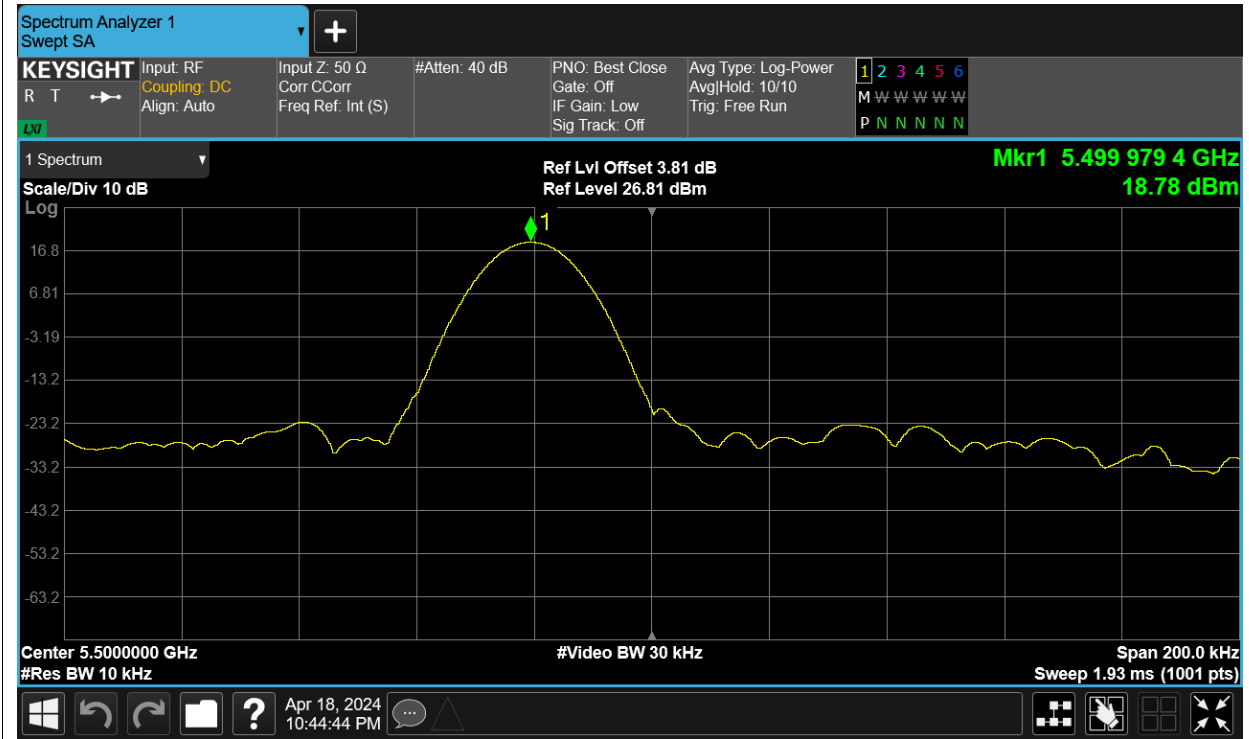 Spectrum Analyzer 1
Swept SA
KEYSIGHT
R T
LXI
Input: RF
Coupling: DC
Align: Auto
Input Z: 50 Ω
Corr CCorr
Freq Ref: Int (S)
#Atten: 40 dB
PNO: Best Close
Gate: Off
IF Gain: Low
Sig Track: Off
Avg Type: Log-Power
Avg|Hold: 10/10
Trig: Free Run
1 2 3 4 5 6
M W W W W W
P N N N N N
1 Spectrum
Scale/Div 10 dB
Ref Lvl Offset 3.81 dB
Ref Level 26.81 dBm
Mkr1 5.499 979 4 GHz
18.78 dBm
Log
1
16.8
6.81
-3.19
-13.2
-23.2
-33.2
-43.2
-53.2
-63.2
Center 5.5000000 GHz
#Res BW 10 kHz
#Video BW 30 kHz
Span 200.0 kHz
Sweep 1.93 ms (1001 pts)
?
Apr 18, 2024
10:44:44 PM